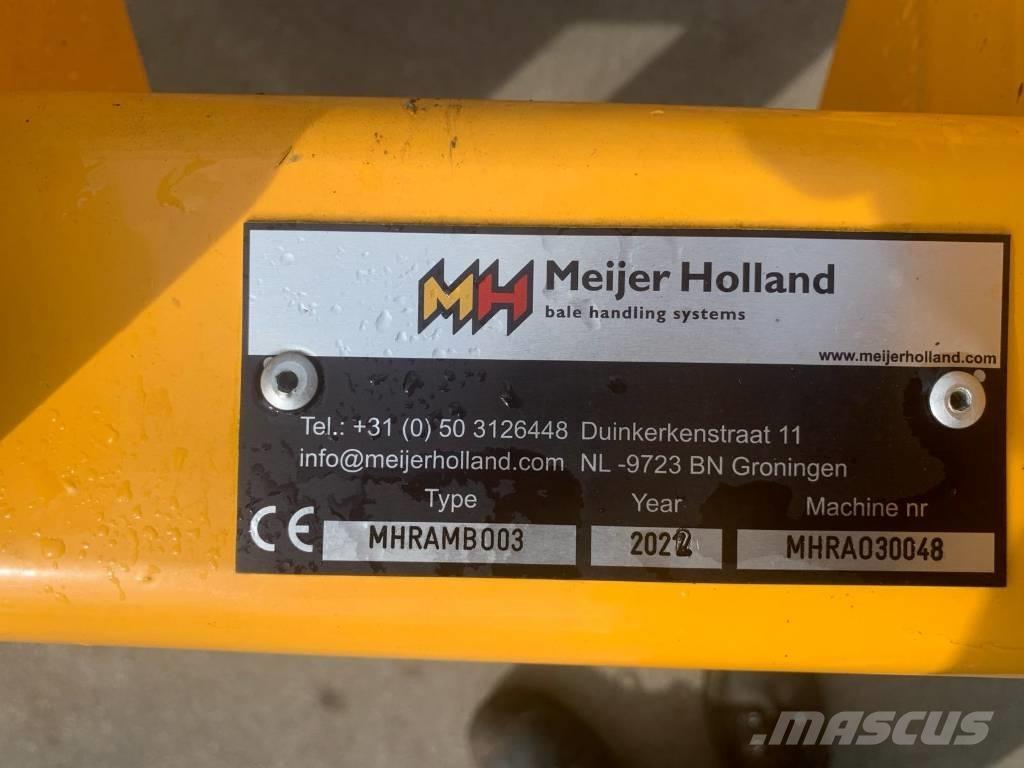 MH Meijer Holland
bale handling systems
www.meijerholland.com
Tel.: +31 (0) 50 3126448 Duinkerkenstraat 11
info@meijerholland.com NL -9723 BN Groningen
Type Year Machine nr
CE MHRAMB003 2022 MHRA030048
MASCUS